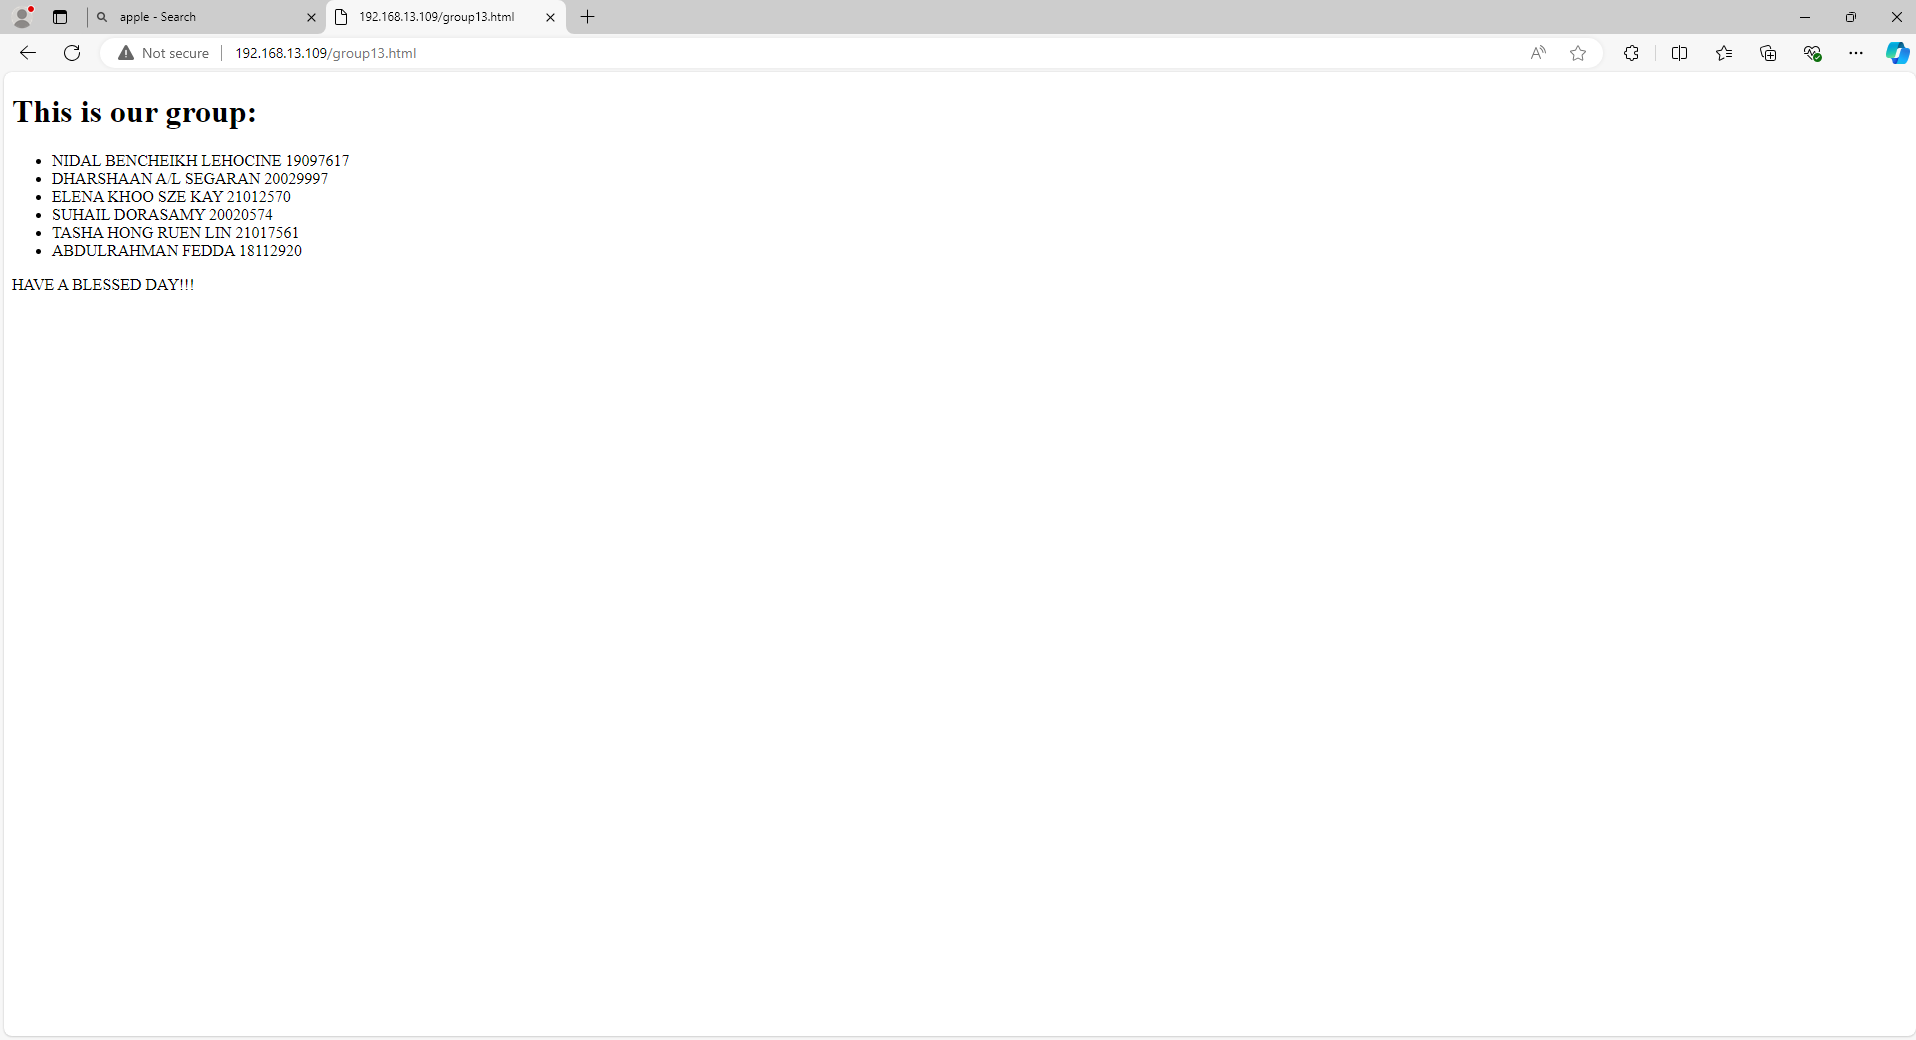 apple - Search
192.168.13.109/group13.html
Not secure
192.168.13.109/group13.html
This is our group:
NIDAL BENCHEIKH LEHOCINE 19097617
DHARSHAAN A/L SEGARAN 20029997
ELENA KHOO SZE KAY 21012570
SUHAIL DORASAMY 20020574
TASHA HONG RUEN LIN 21017561
ABDULRAHMAN FEDDA 18112920
HAVE A BLESSED DAY!!!